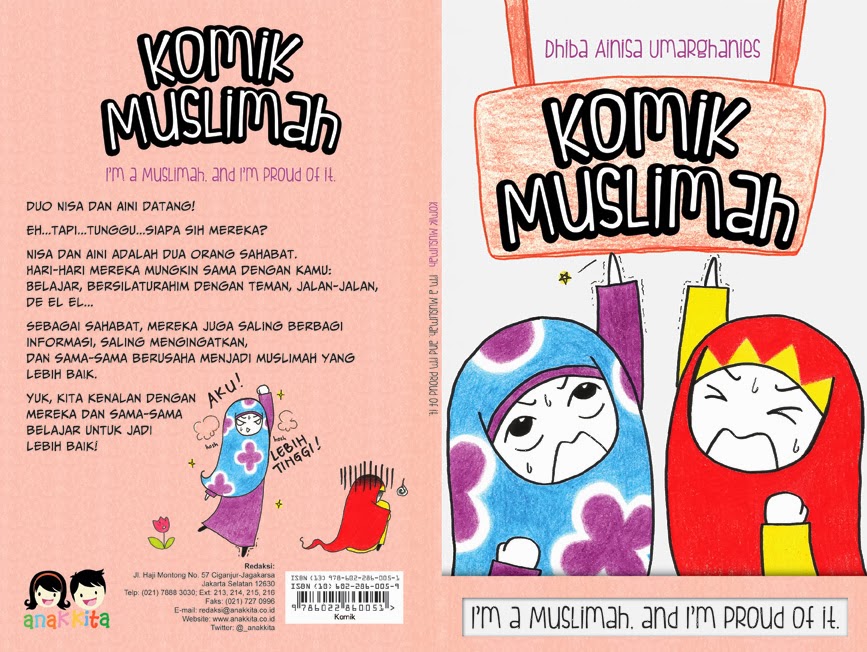 KOMIK
MUSLIMAH
I'M A MUSLIMAH. AND I'M PROUD OF IT.
DUO NISA DAN AINI DATANG!
EH...TAPI...TUNGGU...SIAPA SIH MEREKA?
NISA DAN AINI ADALAH DUA ORANG SAHABAT.
HARI-HARI MEREKA MUNGKIN SAMA DENGAN KAMU:
BELAJAR, BERSILATURAHIM DENGAN TEMAN, JALAN-JALAN,
DE EL EL...
SEBAGAI SAHABAT, MEREKA JUGA SALING BERBAGI
INFORMASI, SALING MENGINGATKAN,
DAN SAMA-SAMA BERUSAHA MENJADI MUSLIMAH YANG
LEBIH BAIK.
YUK, KITA KENALAN DENGAN
MEREKA DAN SAMA-SAMA
BELAJAR UNTUK JADI
LEBIH BAIK!
AKU!
hosh
hosh
LEBIH
TINGGI!
anakkita
Redaksi:
Jl. Haji Montong No. 57 Ciganjur-Jagakarsa
Jakarta Selatan 12630
Telp: (021) 7888 3030; Ext: 213, 214, 215, 216
Faks: (021) 727 0996
E-mail: redaksi@anakkita.co.id
Website: www.anakkita.co.id
Twitter: @_anakkita
ISBN (13) 978-602-286-005-1
ISBN (10) 602-286-005-9
9 786022 860051 >
Komik
KOMIK MUSLIMAH I'M A MUSLIMAH. AND I'M PROUD OF IT.
Dhiba Ainisa Umarghanies
KOMIK
MUSLIMAH
I'M A MUSLIMAH. AND I'M PROUD OF IT.